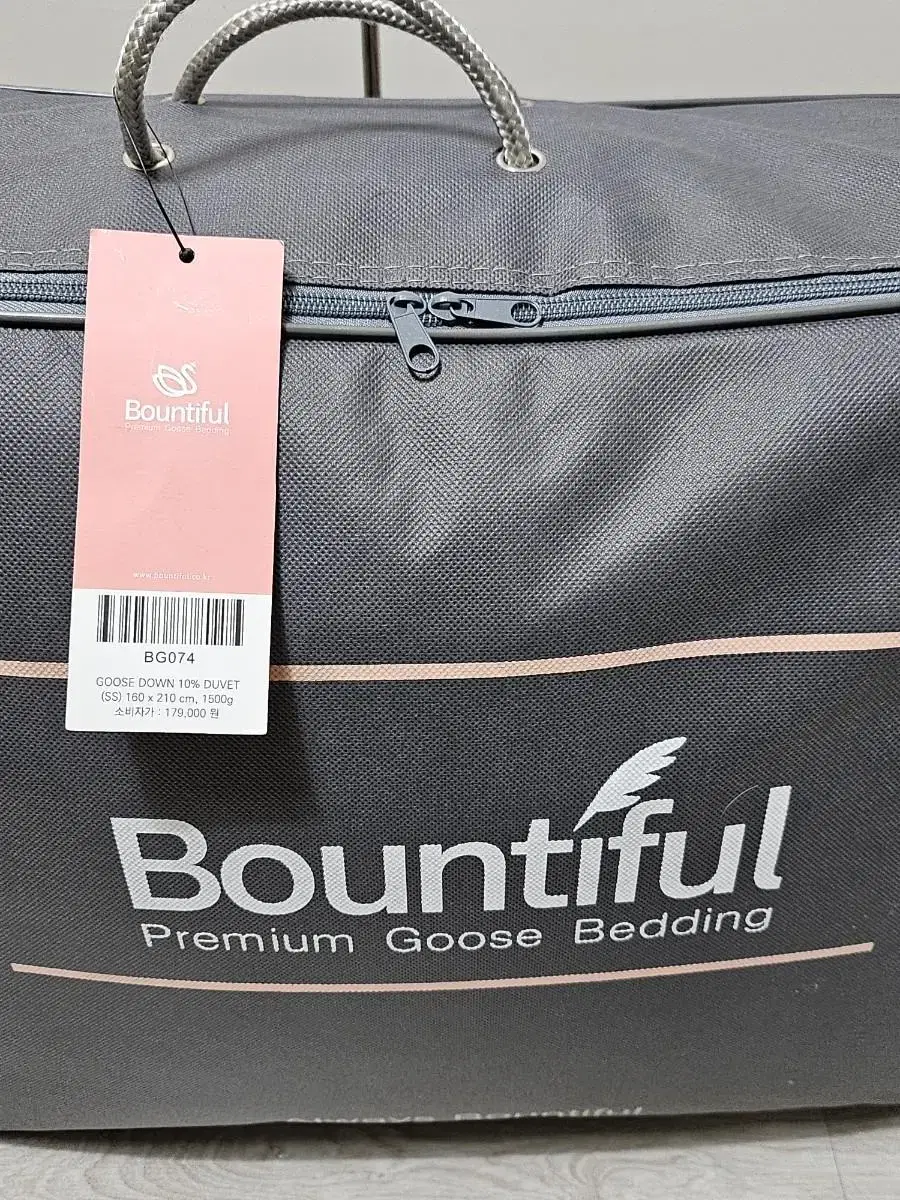 Bountiful
Premium Goose Bedding
www.bountiful.co.kr
BG074
GOOSE DOWN 10% DUVET
(SS) 160 x 210 cm, 1500g
소비자가 : 179,000 원
Bountiful
Premium Goose Bedding
Bountiful